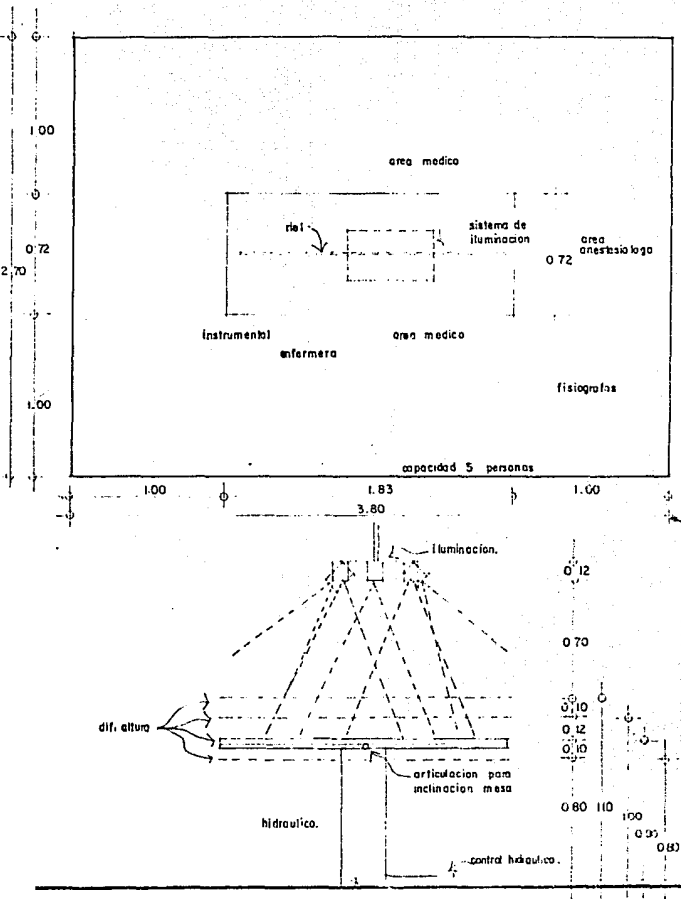 1.00
area medico
riel
sistema de
iluminacion
area
anestesiologo
0.72
0.72
2.70
instrumental
area medico
enfermera
fisiografas
1.00
capacidad 5 personas
1.00
1.83
1.00
3.80
iluminacion.
0.12
0.70
0.10
dif. altura
0.12
0.10
articulacion para
inclinacion mesa
0.80
1.10
1.00
0.90
0.80
hidraulico.
control hidraulico.